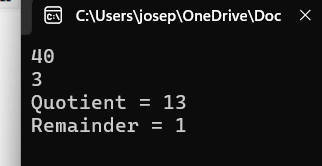 C:\Users\josep\OneDrive\Doc
40
3
Quotient = 13
Remainder = 1